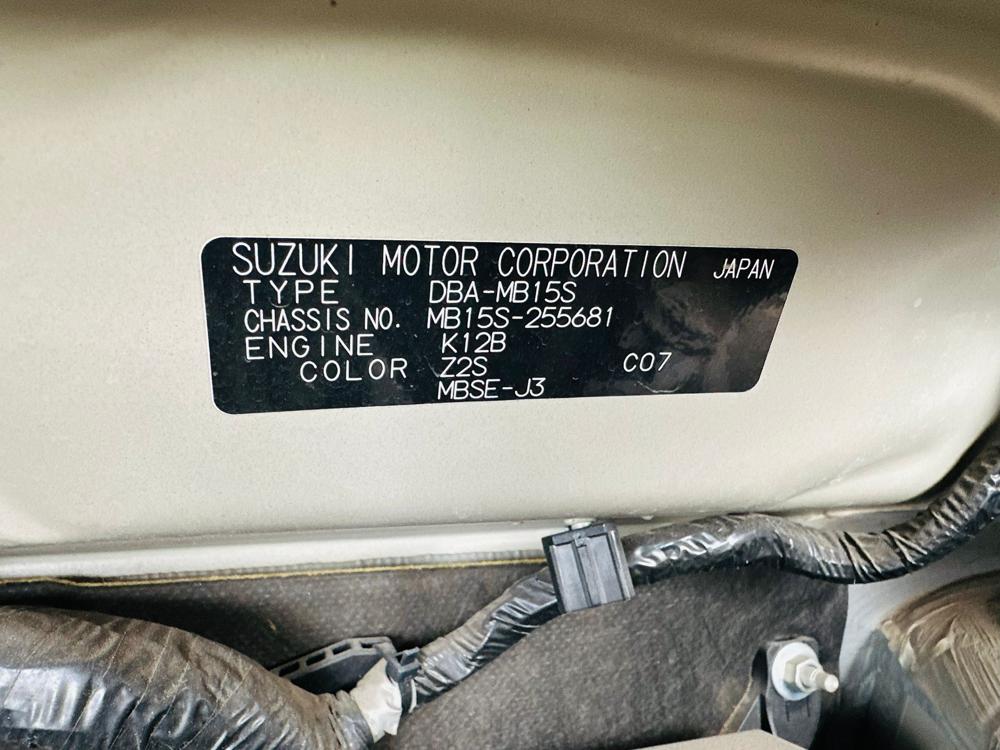 SUZUKI MOTOR CORPORATION JAPAN
TYPE DBA-MB15S
CHASSIS NO. MB15S-255681
ENGINE K12B
COLOR Z2S C07
MBSE-J3